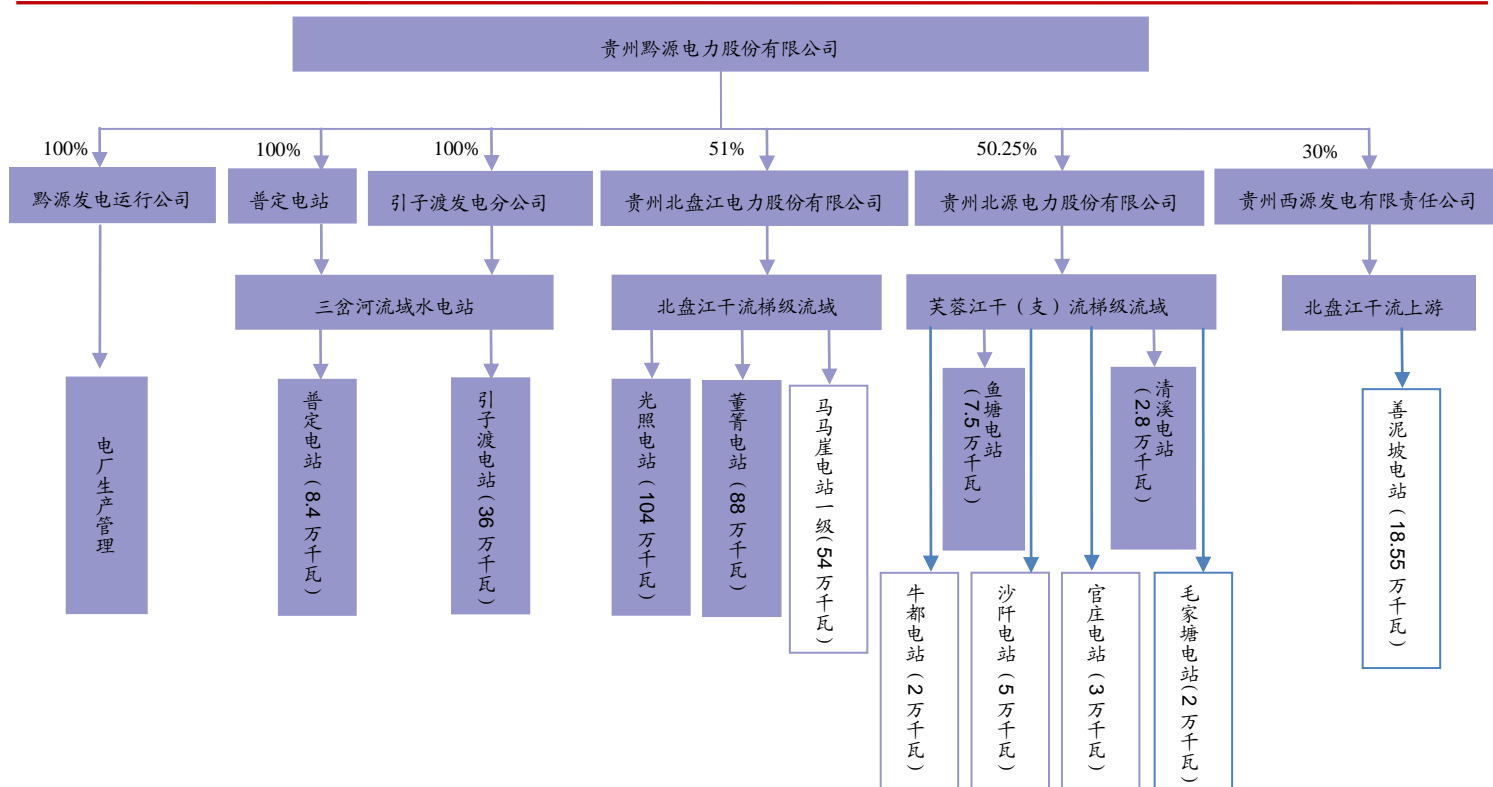 贵州黔源电力股份有限公司
100%
100%
100%
51%
50.25%
30%
黔源发电运行公司
普定电站
引子渡发电分公司
贵州北盘江电力股份有限公司
贵州北源电力股份有限公司
贵州西源发电有限责任公司
三岔河流域水电站
北盘江干流梯级流域
芙蓉江干（支）流梯级流域
北盘江干流上游
电厂生产管理
普定电站（8.4 万千瓦）
引子渡电站（36 万千瓦）
光照电站（104 万千瓦）
董箐电站（88 万千瓦）
马马崖电站一级（54 万千瓦）
鱼塘电站
（7.5 万千瓦）
清溪电站
（2.8 万千瓦）
牛都电站（2 万千瓦）
沙阡电站（5 万千瓦）
官庄电站（3 万千瓦）
毛家塘电站（2 万千瓦）
善泥坡电站（18.55 万千瓦）